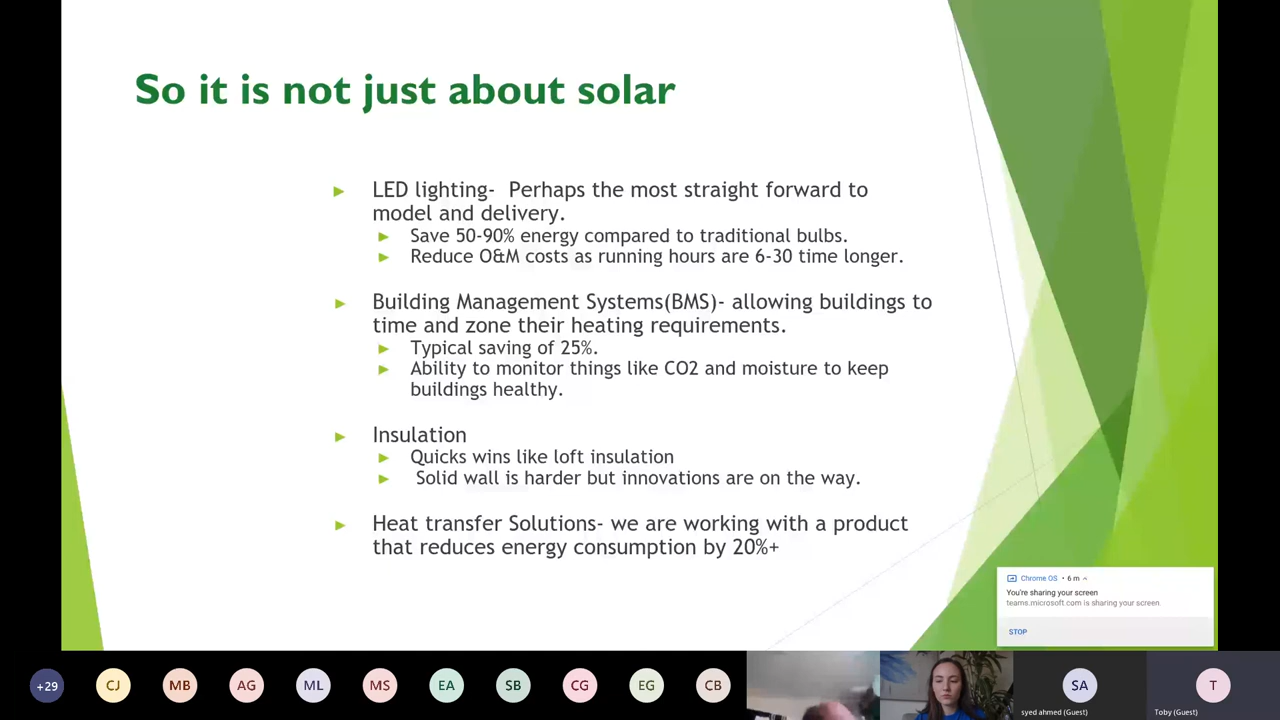 So it is not just about solar
LED lighting-  Perhaps the most straight forward to
model and delivery.
Save 50-90% energy compared to traditional bulbs.
Reduce O&M costs as running hours are 6-30 time longer.
Building Management Systems(BMS)- allowing buildings to
time and zone their heating requirements.
Typical saving of 25%.
Ability to monitor things like CO2 and moisture to keep
buildings healthy.
Insulation
Quicks wins like loft insulation
Solid wall is harder but innovations are on the way.
Heat transfer Solutions- we are working with a product
that reduces energy consumption by 20%+
Chrome OS • 6 m
You're sharing your screen
teams.microsoft.com is sharing your screen.
STOP
+29
CJ
MB
AG
ML
MS
EA
SB
CG
EG
CB
SA
T
syed ahmed (Guest)
Toby (Guest)